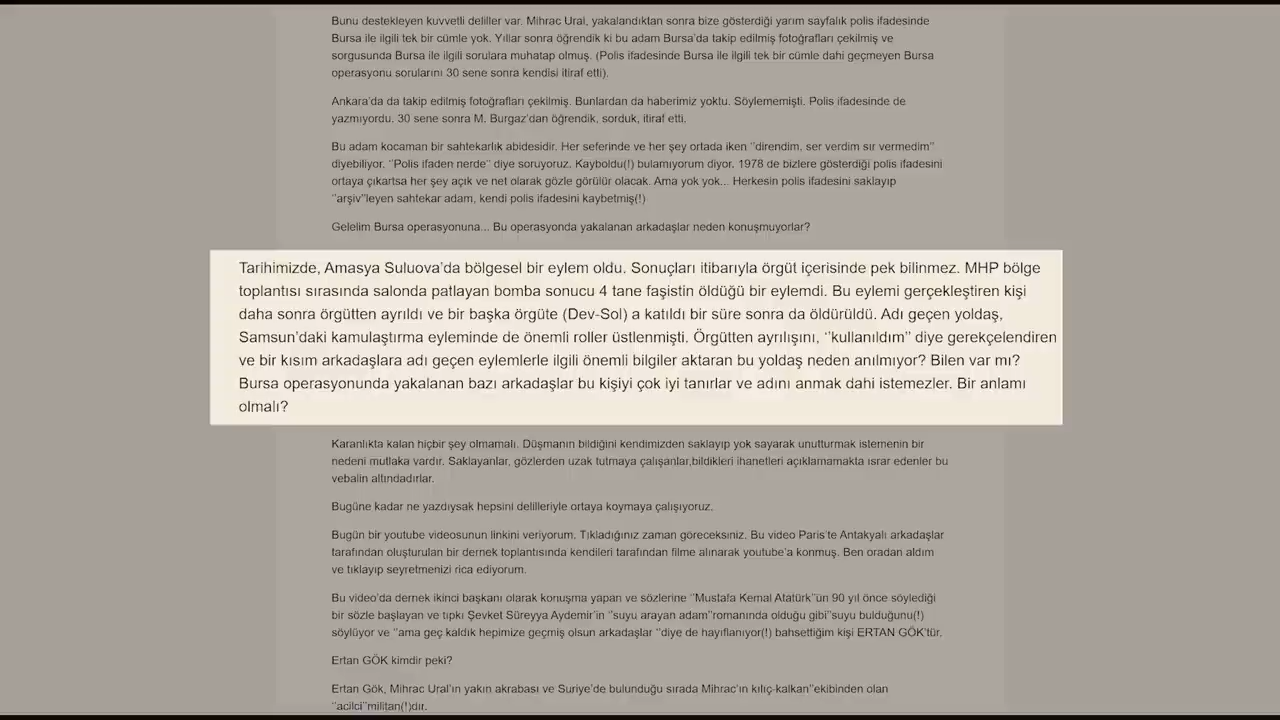 Bunu destekleyen kuvvetli deliller var. Mihrac Ural, yakalandıktan sonra bize gösterdiği yarım sayfalık polis ifadesinde
Bursa ile ilgili tek bir cümle yok. Yıllar sonra öğrendik ki bu adam Bursa'da takip edilmiş fotoğrafları çekilmiş ve
sorgusunda Bursa ile ilgili sorulara muhatap olmuş. (Polis ifadesinde Bursa ile ilgili tek bir cümle dahi geçmeyen Bursa
operasyonu sorularını 30 sene sonra kendisi itiraf etti).
Ankara'da da takip edilmiş fotoğrafları çekilmiş. Bunlardan da haberimiz yoktu. Söylememişti. Polis ifadesinde de
yazmıyordu. 30 sene sonra M. Burgaz'dan öğrendik, sorduk, itiraf etti.
Bu adam kocaman bir sahtekarlık abidesidir. Her seferinde ve her şey ortada iken ''direndim, ser verdim sır vermedim''
diyebiliyor. ''Polis ifaden nerde'' diye soruyoruz. Kayboldu(!) bulamıyorum diyor. 1978 de bizlere gösterdiği polis ifadesini
ortaya çıkartsa her şey açık ve net olarak gözle görülür olacak. Ama yok yok... Herkesin polis ifadesini saklayıp
''arşiv''leyen sahtekar adam, kendi polis ifadesini kaybetmiş(!)
Gelelim Bursa operasyonuna... Bu operasyonda yakalanan arkadaşlar neden konuşmuyorlar?
Tarihimizde, Amasya Suluova'da bölgesel bir eylem oldu. Sonuçları itibarıyla örgüt içerisinde pek bilinmez. MHP bölge
toplantısı sırasında salonda patlayan bomba sonucu 4 tane faşistin öldüğü bir eylemdi. Bu eylemi gerçekleştiren kişi
daha sonra örgütten ayrıldı ve bir başka örgüte (Dev-Sol) a katıldı bir süre sonra da öldürüldü. Adı geçen yoldaş,
Samsun'daki kamulaştırma eyleminde de önemli roller üstlenmişti. Örgütten ayrılışını, ''kullanıldım'' diye gerekçelendiren
ve bir kısım arkadaşlara adı geçen eylemlerle ilgili önemli bilgiler aktaran bu yoldaş neden anılmıyor? Bilen var mı?
Bursa operasyonunda yakalanan bazı arkadaşlar bu kişiyi çok iyi tanırlar ve adını anmak dahi istemezler. Bir anlamı
olmalı?
Karanlıkta kalan hiçbir şey olmamalı. Düşmanın bildiğini kendimizden saklayıp yok sayarak unutturmak istemenin bir
nedeni mutlaka vardır. Saklayanlar, gözlerden uzak tutmaya çalışanlar,bildikleri ihanetleri açıklamamakta ısrar edenler bu
vebalin altındadırlar.
Bugüne kadar ne yazdıysak hepsini delilleriyle ortaya koymaya çalışıyoruz.
Bugün bir youtube videosunun linkini veriyorum. Tıkladığınız zaman göreceksiniz. Bu video Paris'te Antakyalı arkadaşlar
tarafından oluşturulan bir dernek toplantısında kendileri tarafından filme alınarak youtube'a konmuş. Ben oradan aldım
ve tıklayıp seyretmenizi rica ediyorum.
Bu video'da dernek ikinci başkanı olarak konuşma yapan ve sözlerine ''Mustafa Kemal Atatürk''ün 90 yıl önce söylediği
bir sözle başlayan ve tıpkı Şevket Süreyya Aydemir'in ''suyu arayan adam''romanında olduğu gibi''suyu bulduğunu(!)
söylüyor ve ''ama geç kaldık hepimize geçmiş olsun arkadaşlar ''diye de hayıflanıyor(!) bahsettiğim kişi ERTAN GÖK'tür.
Ertan GÖK kimdir peki?
Ertan Gök, Mihrac Ural'ın yakın akrabası ve Suriye'de bulunduğu sırada Mihrac'ın kılıç-kalkan''ekibinden olan
''acilci''militan(!)dır.